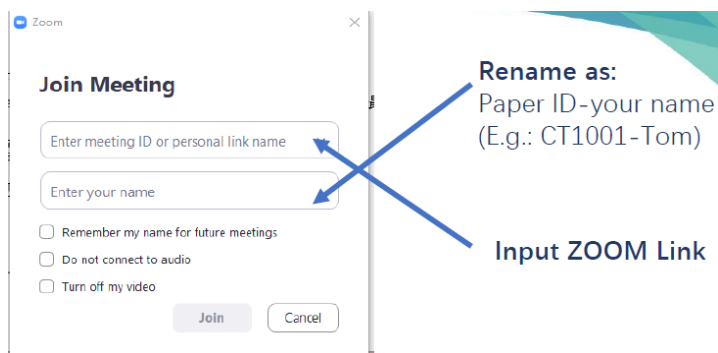 Zoom
Join Meeting
Enter meeting ID or personal link name
Enter your name
Remember my name for future meetings
Do not connect to audio
Turn off my video
Join
Cancel
Rename as:
Paper ID-your name
(E.g.: CT1001-Tom)
Input ZOOM Link